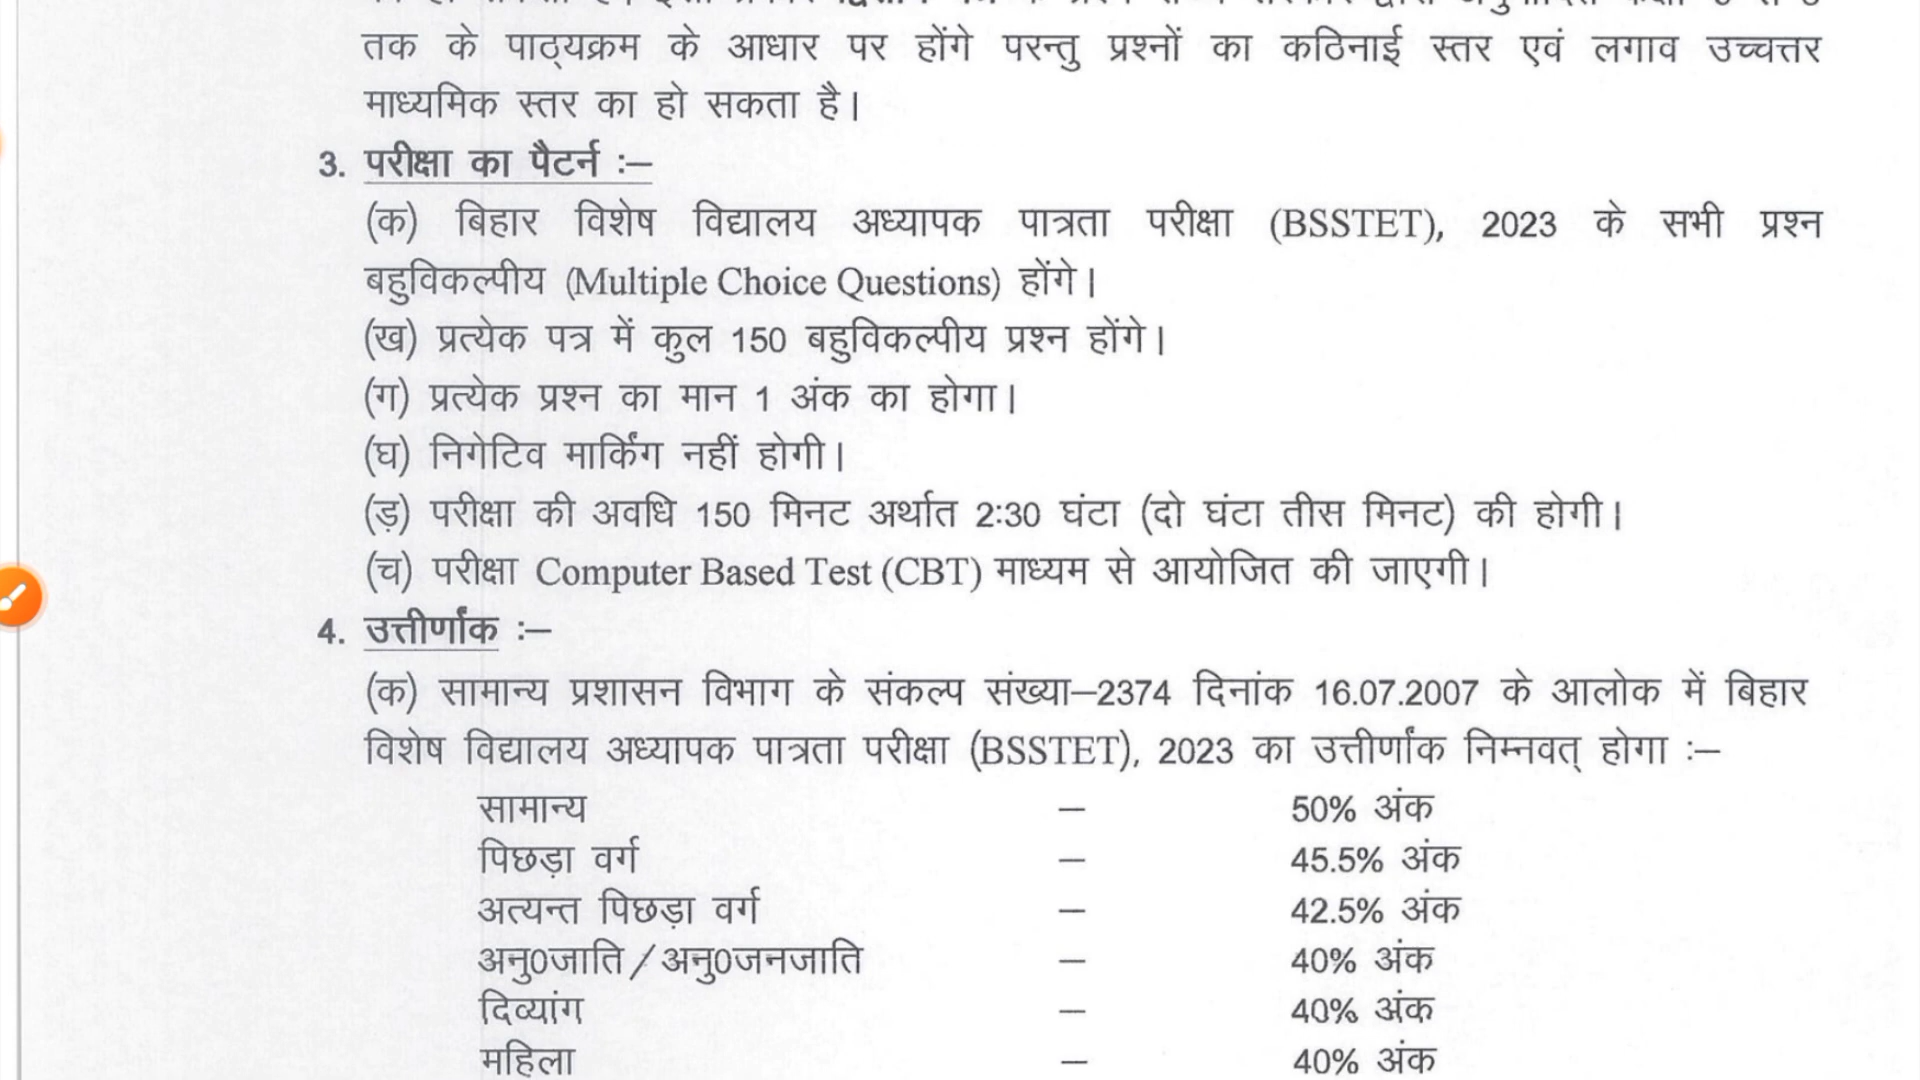 तक के पाठ्यक्रम के आधार पर होंगे परन्तु प्रश्नों का कठिनाई स्तर एवं लगाव उच्चत्तर
माध्यमिक स्तर का हो सकता है।
3. परीक्षा का पैटर्न :–
(क) बिहार विशेष विद्यालय अध्यापक पात्रता परीक्षा (BSSTET), 2023 के सभी प्रश्न
बहुविकल्पीय (Multiple Choice Questions) होंगे।
(ख) प्रत्येक पत्र में कुल 150 बहुविकल्पीय प्रश्न होंगे।
(ग) प्रत्येक प्रश्न का मान 1 अंक का होगा।
(घ) निगेटिव मार्किंग नहीं होगी।
(ड़) परीक्षा की अवधि 150 मिनट अर्थात 2:30 घंटा (दो घंटा तीस मिनट) की होगी।
(च) परीक्षा Computer Based Test (CBT) माध्यम से आयोजित की जाएगी।
4. उत्तीर्णांक :–
(क) सामान्य प्रशासन विभाग के संकल्प संख्या–2374 दिनांक 16.07.2007 के आलोक में बिहार
विशेष विद्यालय अध्यापक पात्रता परीक्षा (BSSTET), 2023 का उत्तीर्णांक निम्नवत् होगा :–
सामान्य – 50% अंक
पिछड़ा वर्ग – 45.5% अंक
अत्यन्त पिछड़ा वर्ग – 42.5% अंक
अनु0जाति / अनु0जनजाति – 40% अंक
दिव्यांग – 40% अंक
महिला – 40% अंक